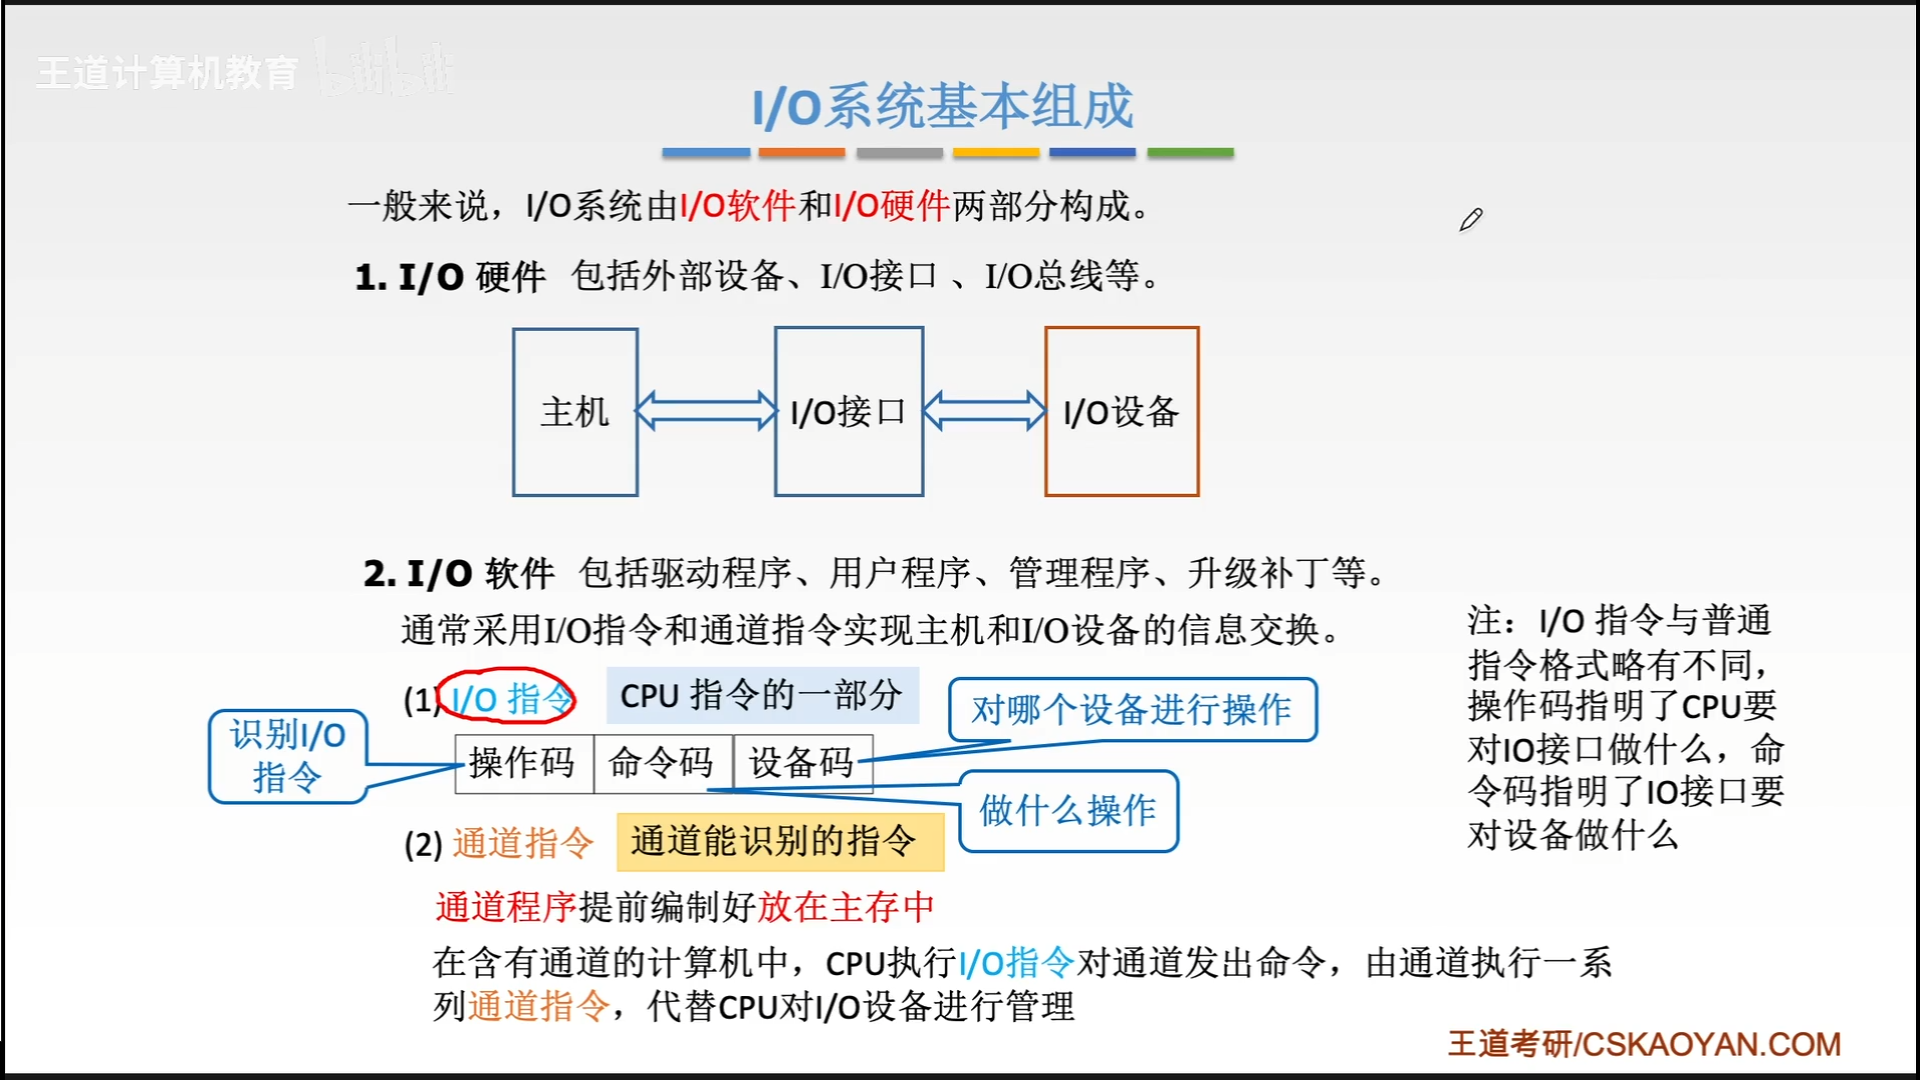 王道计算机教育 bilibili
I/O系统基本组成
一般来说，I/O系统由I/O软件和I/O硬件两部分构成。
1. I/O 硬件 包括外部设备、I/O接口 、I/O总线等。
主机
I/O接口
I/O设备
2. I/O 软件 包括驱动程序、用户程序、管理程序、升级补丁等。
通常采用I/O指令和通道指令实现主机和I/O设备的信息交换。
(1) I/O 指令
CPU 指令的一部分
对哪个设备进行操作
识别I/O
指令
操作码 命令码 设备码
做什么操作
(2) 通道指令
通道能识别的指令
通道程序提前编制好放在主存中
在含有通道的计算机中，CPU执行I/O指令对通道发出命令，由通道执行一系
列通道指令，代替CPU对I/O设备进行管理
注：I/O 指令与普通
指令格式略有不同，
操作码指明了CPU要
对IO接口做什么，命
令码指明了IO接口要
对设备做什么
王道考研/CSKAOYAN.COM